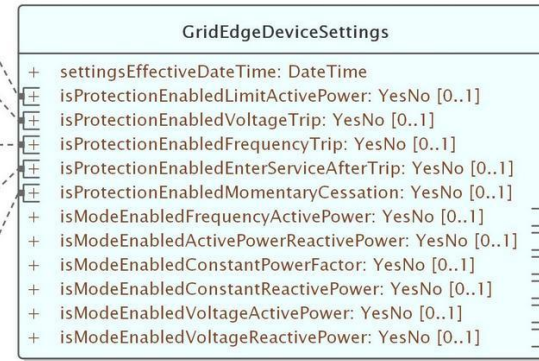 GridEdgeDeviceSettings
+ settingsEffectiveDateTime: DateTime
+ isProtectionEnabledLimitActivePower: YesNo [0..1]
+ isProtectionEnabledVoltageTrip: YesNo [0..1]
+ isProtectionEnabledFrequencyTrip: YesNo [0..1]
+ isProtectionEnabledEnterServiceAfterTrip: YesNo [0..1]
+ isProtectionEnabledMomentaryCessation: YesNo [0..1]
+ isModeEnabledFrequencyActivePower: YesNo [0..1]
+ isModeEnabledActivePowerReactivePower: YesNo [0..1]
+ isModeEnabledConstantPowerFactor: YesNo [0..1]
+ isModeEnabledConstantReactivePower: YesNo [0..1]
+ isModeEnabledVoltageActivePower: YesNo [0..1]
+ isModeEnabledVoltageReactivePower: YesNo [0..1]